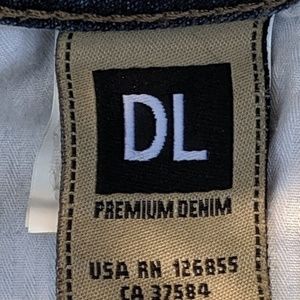 DL
PREMIUM DENIM
USA RN 126855
CA 37584